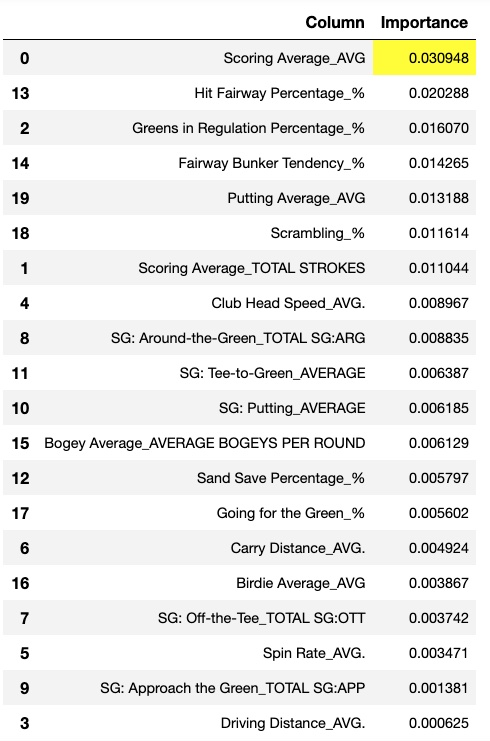 Column Importance
0 Scoring Average_AVG 0.030948
13 Hit Fairway Percentage_% 0.020288
2 Greens in Regulation Percentage_% 0.016070
14 Fairway Bunker Tendency_% 0.014265
19 Putting Average_AVG 0.013188
18 Scrambling_% 0.011614
1 Scoring Average_TOTAL STROKES 0.011044
4 Club Head Speed_AVG. 0.008967
8 SG: Around-the-Green_TOTAL SG:ARG 0.008835
11 SG: Tee-to-Green_AVERAGE 0.006387
10 SG: Putting_AVERAGE 0.006185
15 Bogey Average_AVERAGE BOGEYS PER ROUND 0.006129
12 Sand Save Percentage_% 0.005797
17 Going for the Green_% 0.005602
6 Carry Distance_AVG. 0.004924
16 Birdie Average_AVG 0.003867
7 SG: Off-the-Tee_TOTAL SG:OTT 0.003742
5 Spin Rate_AVG. 0.003471
9 SG: Approach the Green_TOTAL SG:APP 0.001381
3 Driving Distance_AVG. 0.000625